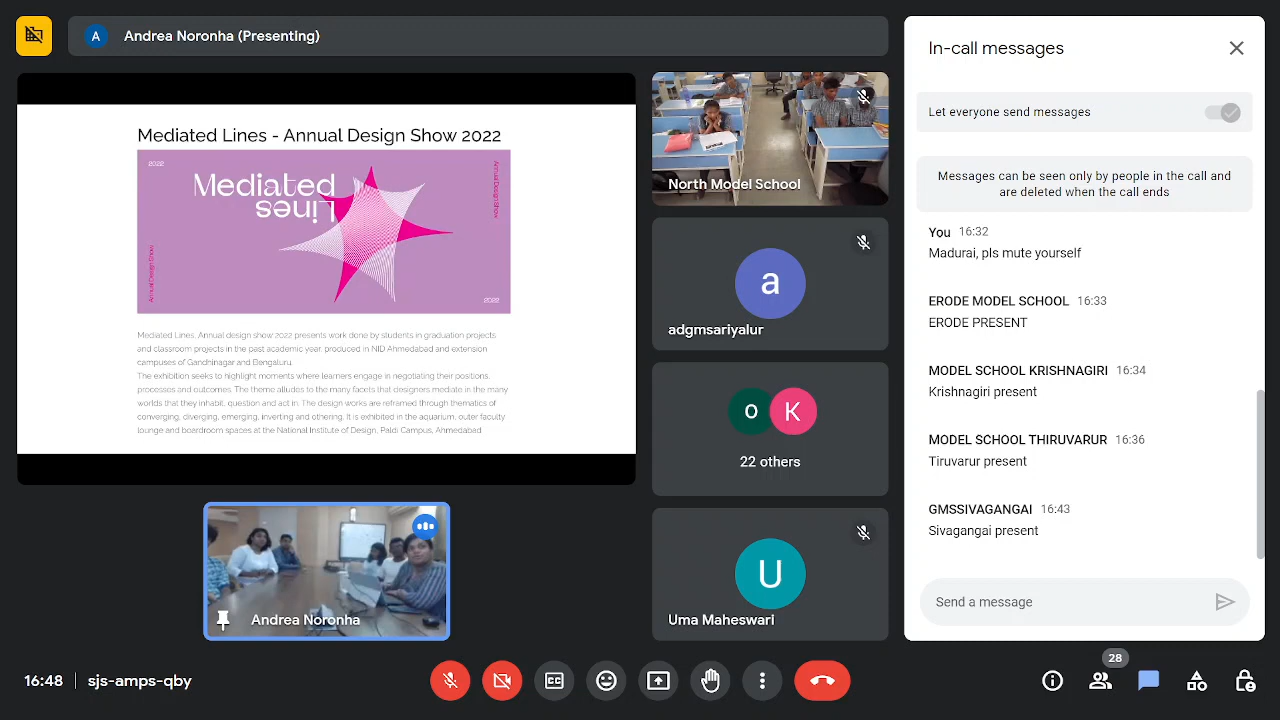 A Andrea Noronha (Presenting)
Mediated Lines - Annual Design Show 2022
2022
Mediated
Lines
Annual Design Show
Annual Design Show
2022
Mediated Lines, Annual design show 2022 presents work done by students in graduation projects
and classroom projects in the past academic year, produced in NID Ahmedabad and extension
campuses of Gandhinagar and Bengaluru.
The exhibition seeks to highlight moments where learners engage in negotiating their positions,
processes and outcomes. The theme alludes to the many facets that designers mediate in the many
worlds that they inhabit, question and act in. The design works are reframed through thematics of
converging, diverging, emerging, inverting and othering. It is exhibited in the aquarium, outer faculty
lounge and boardroom spaces at the National Institute of Design, Paldi Campus, Ahmedabad
Andrea Noronha
North Model School
a
adgmsariyalur
o K
22 others
U
Uma Maheswari
In-call messages
Let everyone send messages
Messages can be seen only by people in the call and
are deleted when the call ends
You 16:32
Madurai, pls mute yourself
ERODE MODEL SCHOOL 16:33
ERODE PRESENT
MODEL SCHOOL KRISHNAGIRI 16:34
Krishnagiri present
MODEL SCHOOL THIRUVARUR 16:36
Tiruvarur present
GMSSIVAGANGAI 16:43
Sivagangai present
Send a message
16:48 | sjs-amps-qby
28